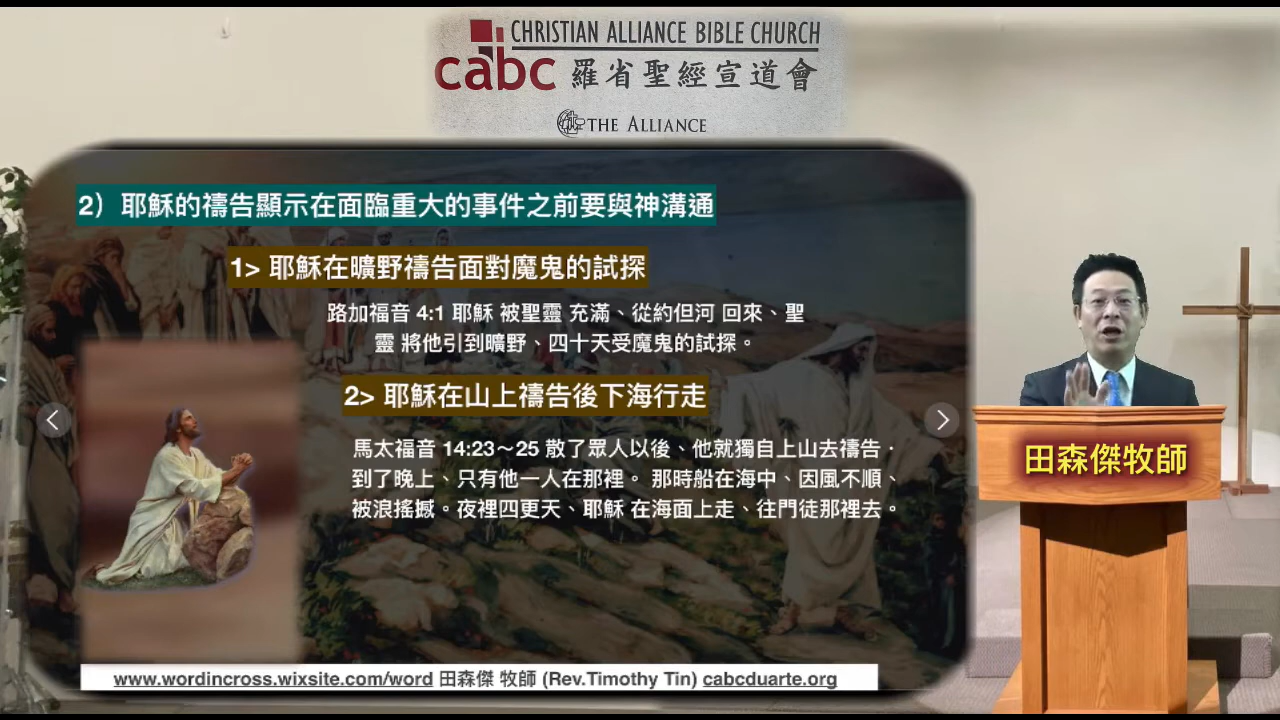 CHRISTIAN ALLIANCE BIBLE CHURCH
cabc 羅省聖經宣道會
THE ALLIANCE
2）耶穌的禱告顯示在面臨重大的事件之前要與神溝通
1> 耶穌在曠野禱告面對魔鬼的試探
路加福音 4:1 耶穌 被聖靈 充滿、從約但河 回來、聖
靈 將他引到曠野、四十天受魔鬼的試探。
2> 耶穌在山上禱告後下海行走
馬太福音 14:23～25 散了眾人以後、他就獨自上山去禱告．
到了晚上、只有他一人在那裡。 那時船在海中、因風不順、
被浪搖撼。夜裡四更天、耶穌 在海面上走、往門徒那裡去。
田森傑牧師
www.wordincross.wixsite.com/word 田森傑 牧師 (Rev.Timothy Tin) cabcduarte.org